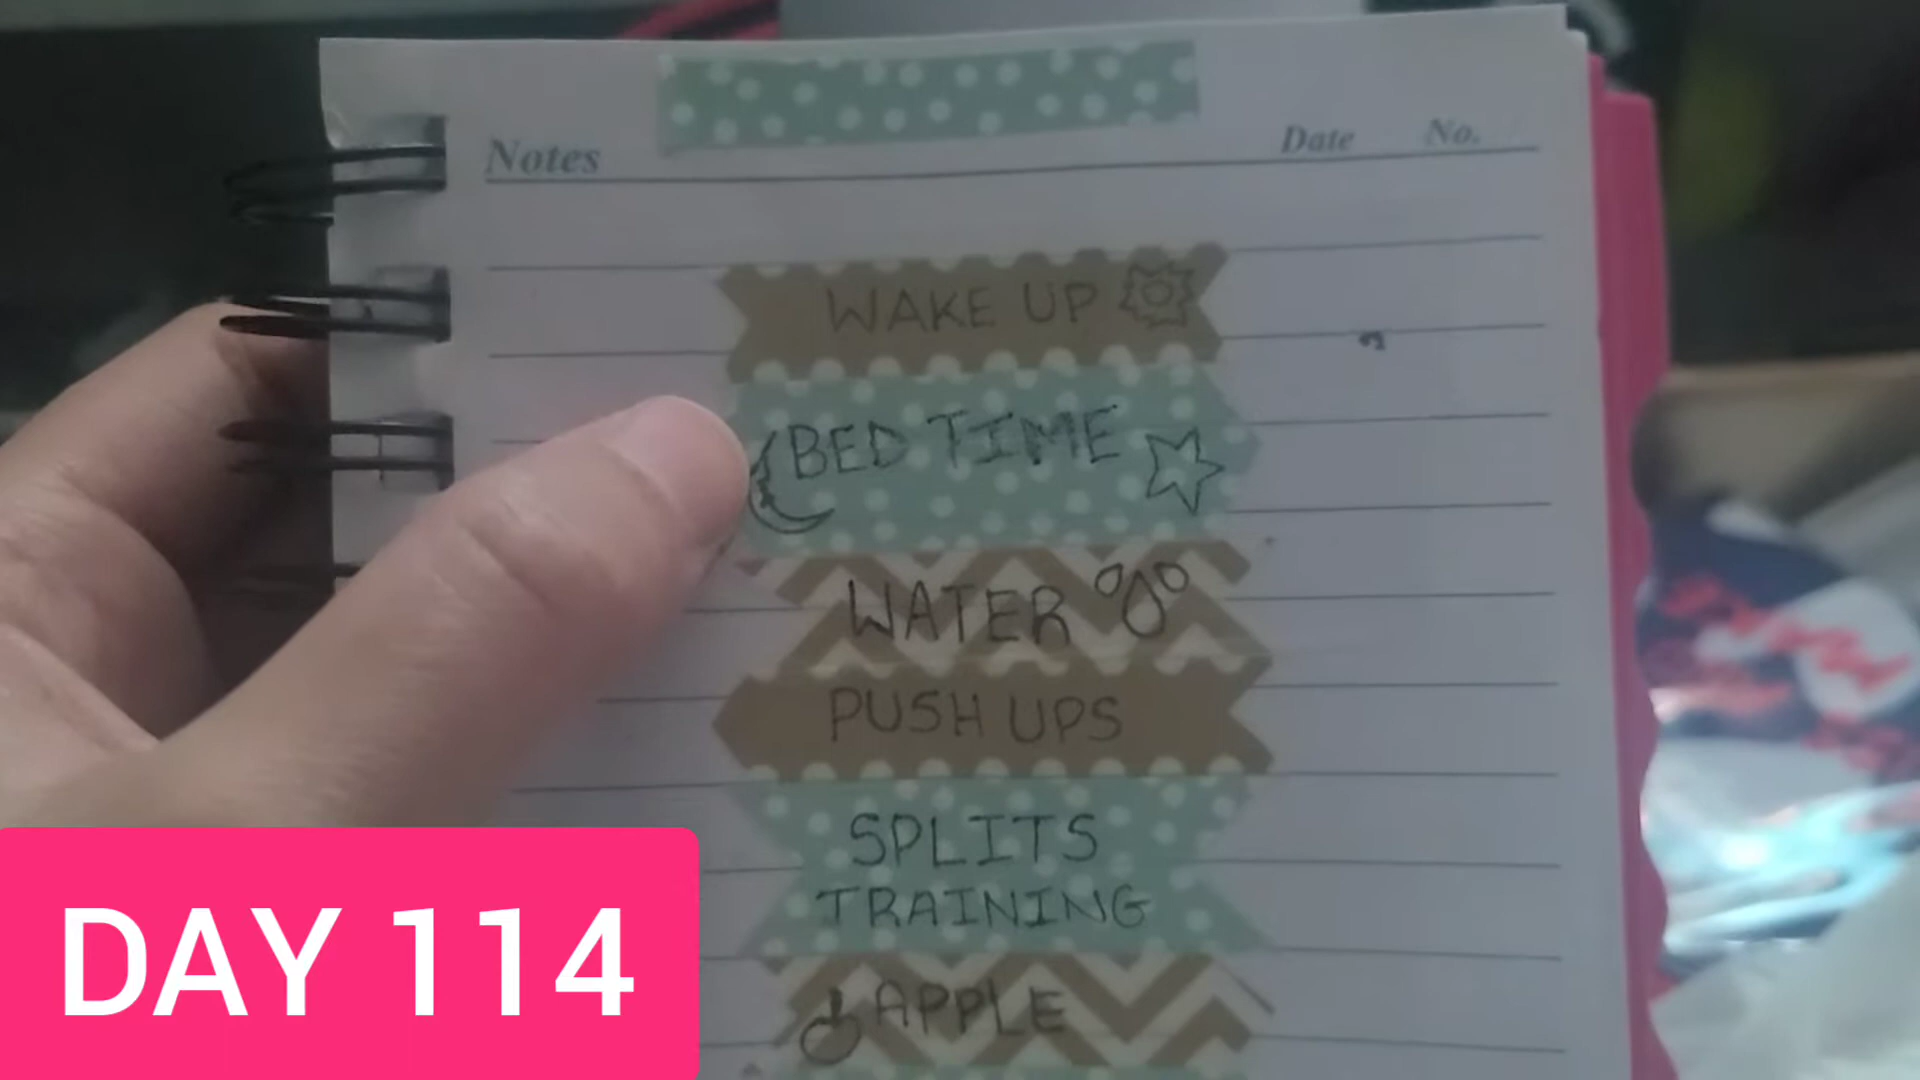 Notes
Date No.
WAKE UP
BED TIME
WATER
PUSH UPS
SPLITS
TRAINING
APPLE
DAY 114